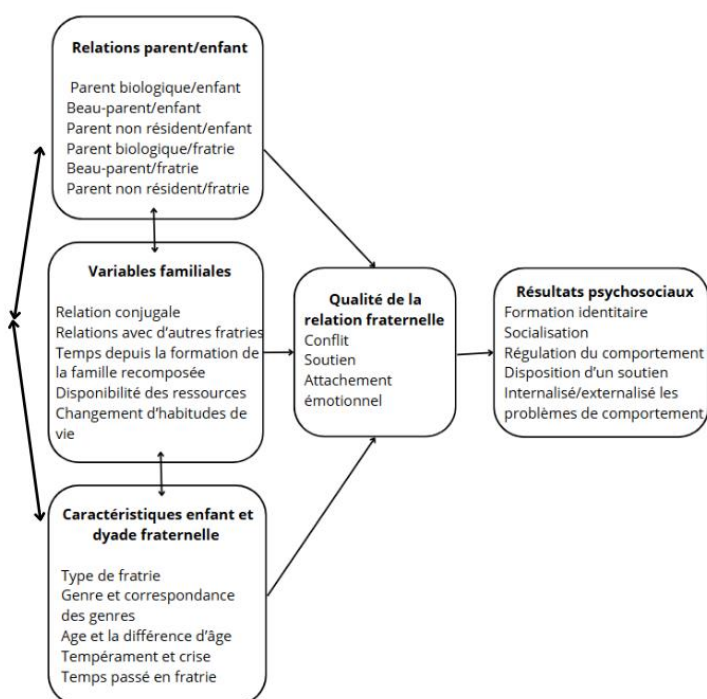 Relations parent/enfant
Parent biologique/enfant
Beau-parent/enfant
Parent non résident/enfant
Parent biologique/fratrie
Beau-parent/fratrie
Parent non résident/fratrie
Variables familiales
Relation conjugale
Relations avec d'autres fratries
Temps depuis la formation de
la famille recomposée
Disponibilité des ressources
Changement d'habitudes de
vie
Caractéristiques enfant et
dyade fraternelle
Type de fratrie
Genre et correspondance
des genres
Age et la différence d'âge
Tempérament et crise
Temps passé en fratrie
Qualité de la
relation fraternelle
Conflit
Soutien
Attachement
émotionnel
Résultats psychosociaux
Formation identitaire
Socialisation
Régulation du comportement
Disposition d'un soutien
Internalisé/externalisé les
problèmes de comportement